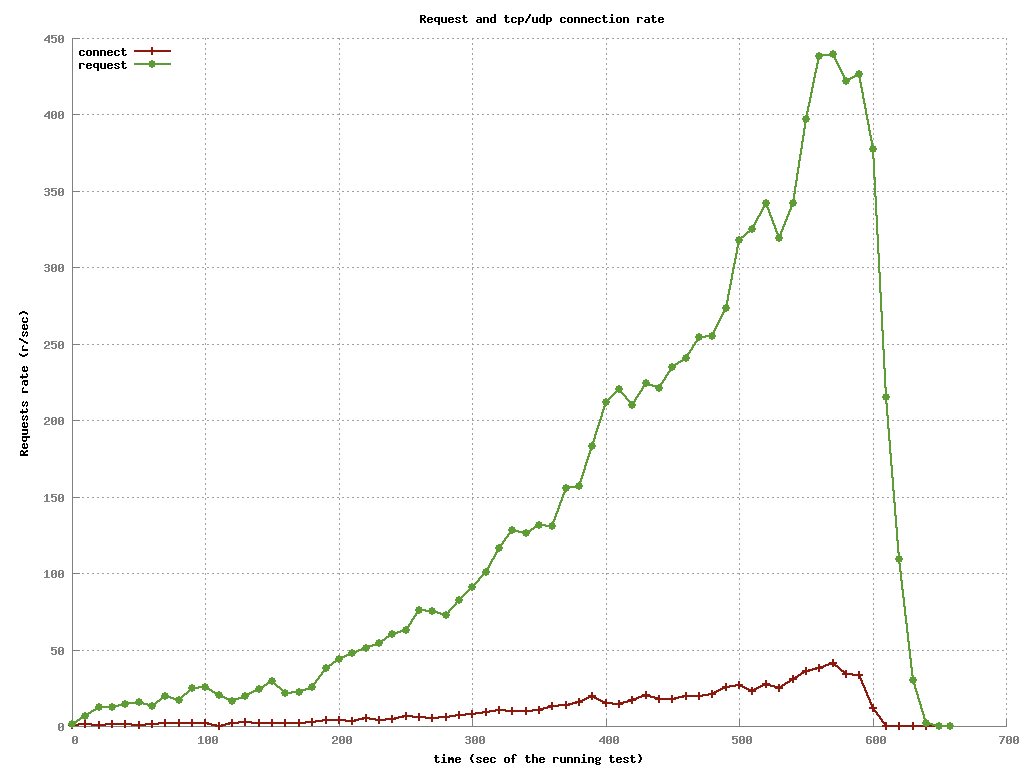 Request and tcp/udp connection rate
450
connect
request
400
350
300
250
200
150
100
50
0
Requests rate (r/sec)
0 100 200 300 400 500 600 700
time (sec of the running test)